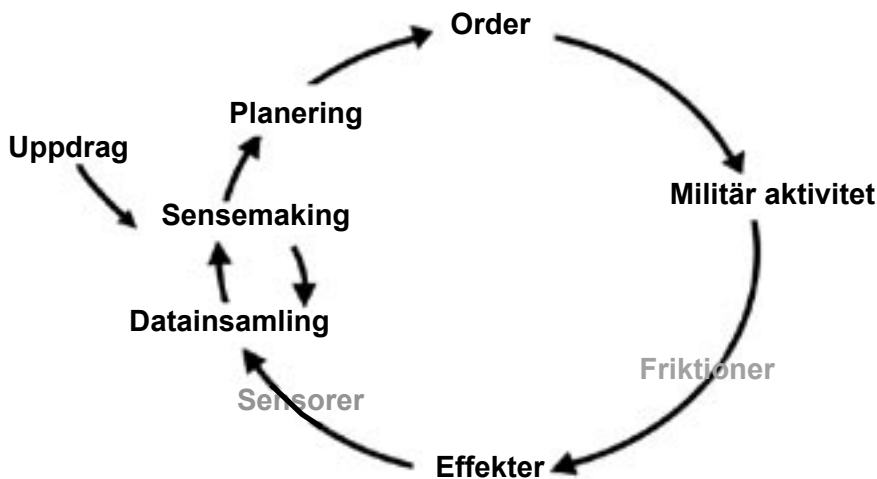 Order
Planering
Uppdrag
Militär aktivitet
Sensemaking
Datainsamling
Friktioner
Sensorer
Effekter